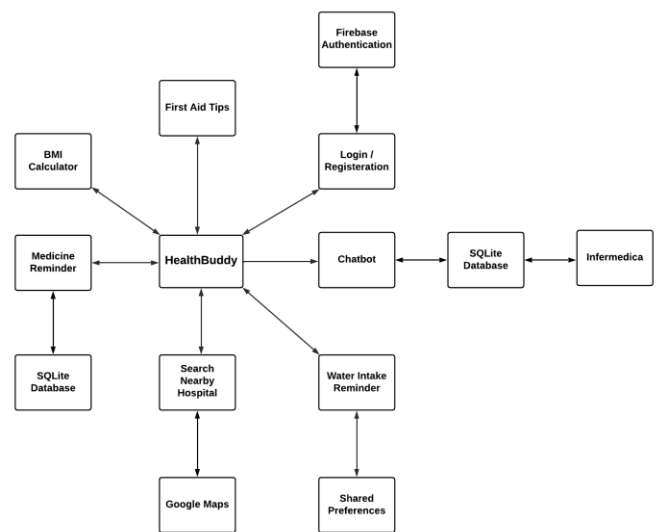 Firebase
Authentication
First Aid Tips
BMI
Calculator
Login /
Registeration
Medicine
Reminder
HealthBuddy
Chatbot
SQLite
Database
Infermedica
SQLite
Database
Search
Nearby
Hospital
Water Intake
Reminder
Google Maps
Shared
Preferences